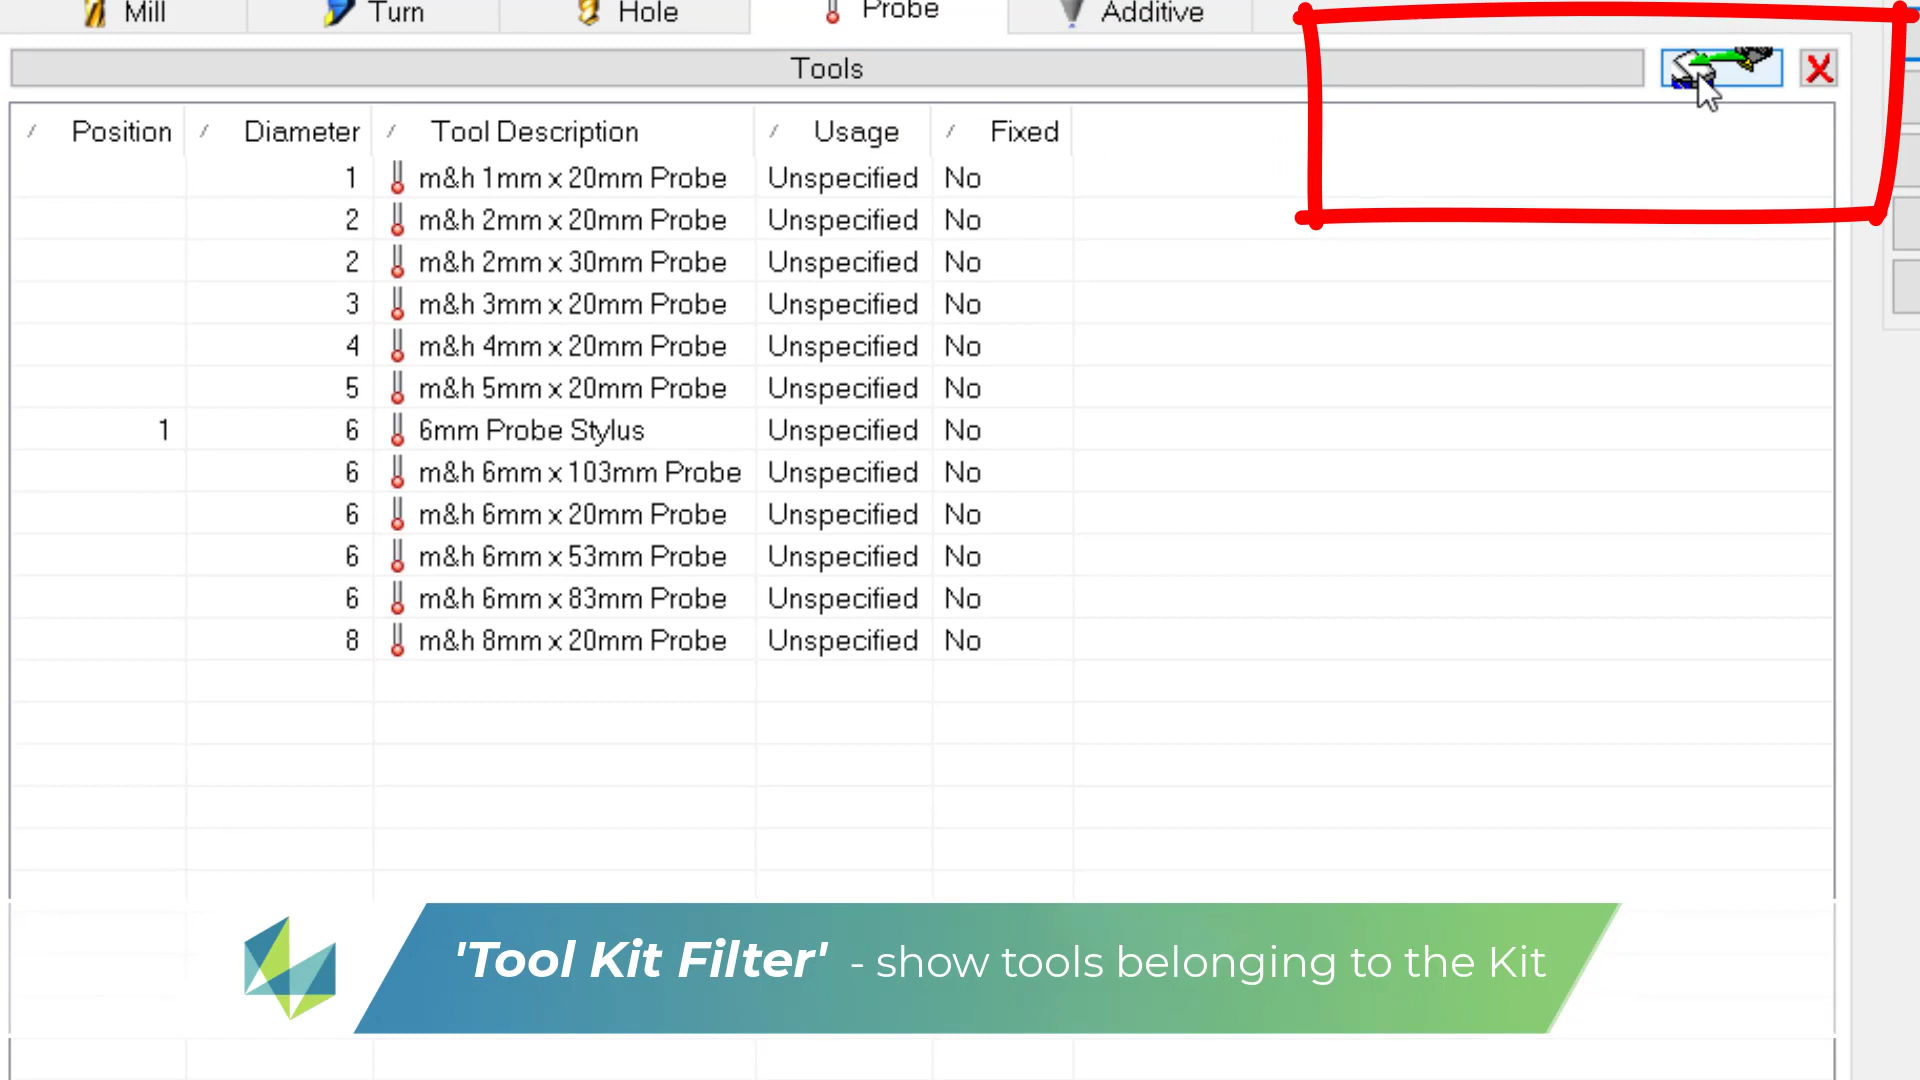 Mill Turn Hole Probe Additive
Tools
Position Diameter Tool Description Usage Fixed
1 m&h 1mm x 20mm Probe Unspecified No
2 m&h 2mm x 20mm Probe Unspecified No
2 m&h 2mm x 30mm Probe Unspecified No
3 m&h 3mm x 20mm Probe Unspecified No
4 m&h 4mm x 20mm Probe Unspecified No
5 m&h 5mm x 20mm Probe Unspecified No
1 6 6mm Probe Stylus Unspecified No
6 m&h 6mm x 103mm Probe Unspecified No
6 m&h 6mm x 20mm Probe Unspecified No
6 m&h 6mm x 53mm Probe Unspecified No
6 m&h 6mm x 83mm Probe Unspecified No
8 m&h 8mm x 20mm Probe Unspecified No
'Tool Kit Filter' - show tools belonging to the Kit